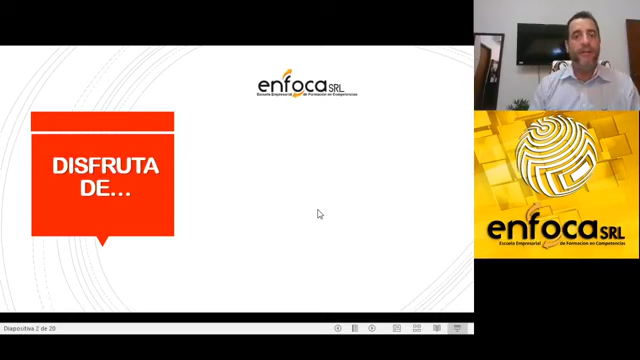 enfoca SRL
Escuela Empresarial de Formación en Competencias
DISFRUTA
DE...
enfoca SRL
Escuela Empresarial de Formación en Competencias
Diapositiva 2 de 20